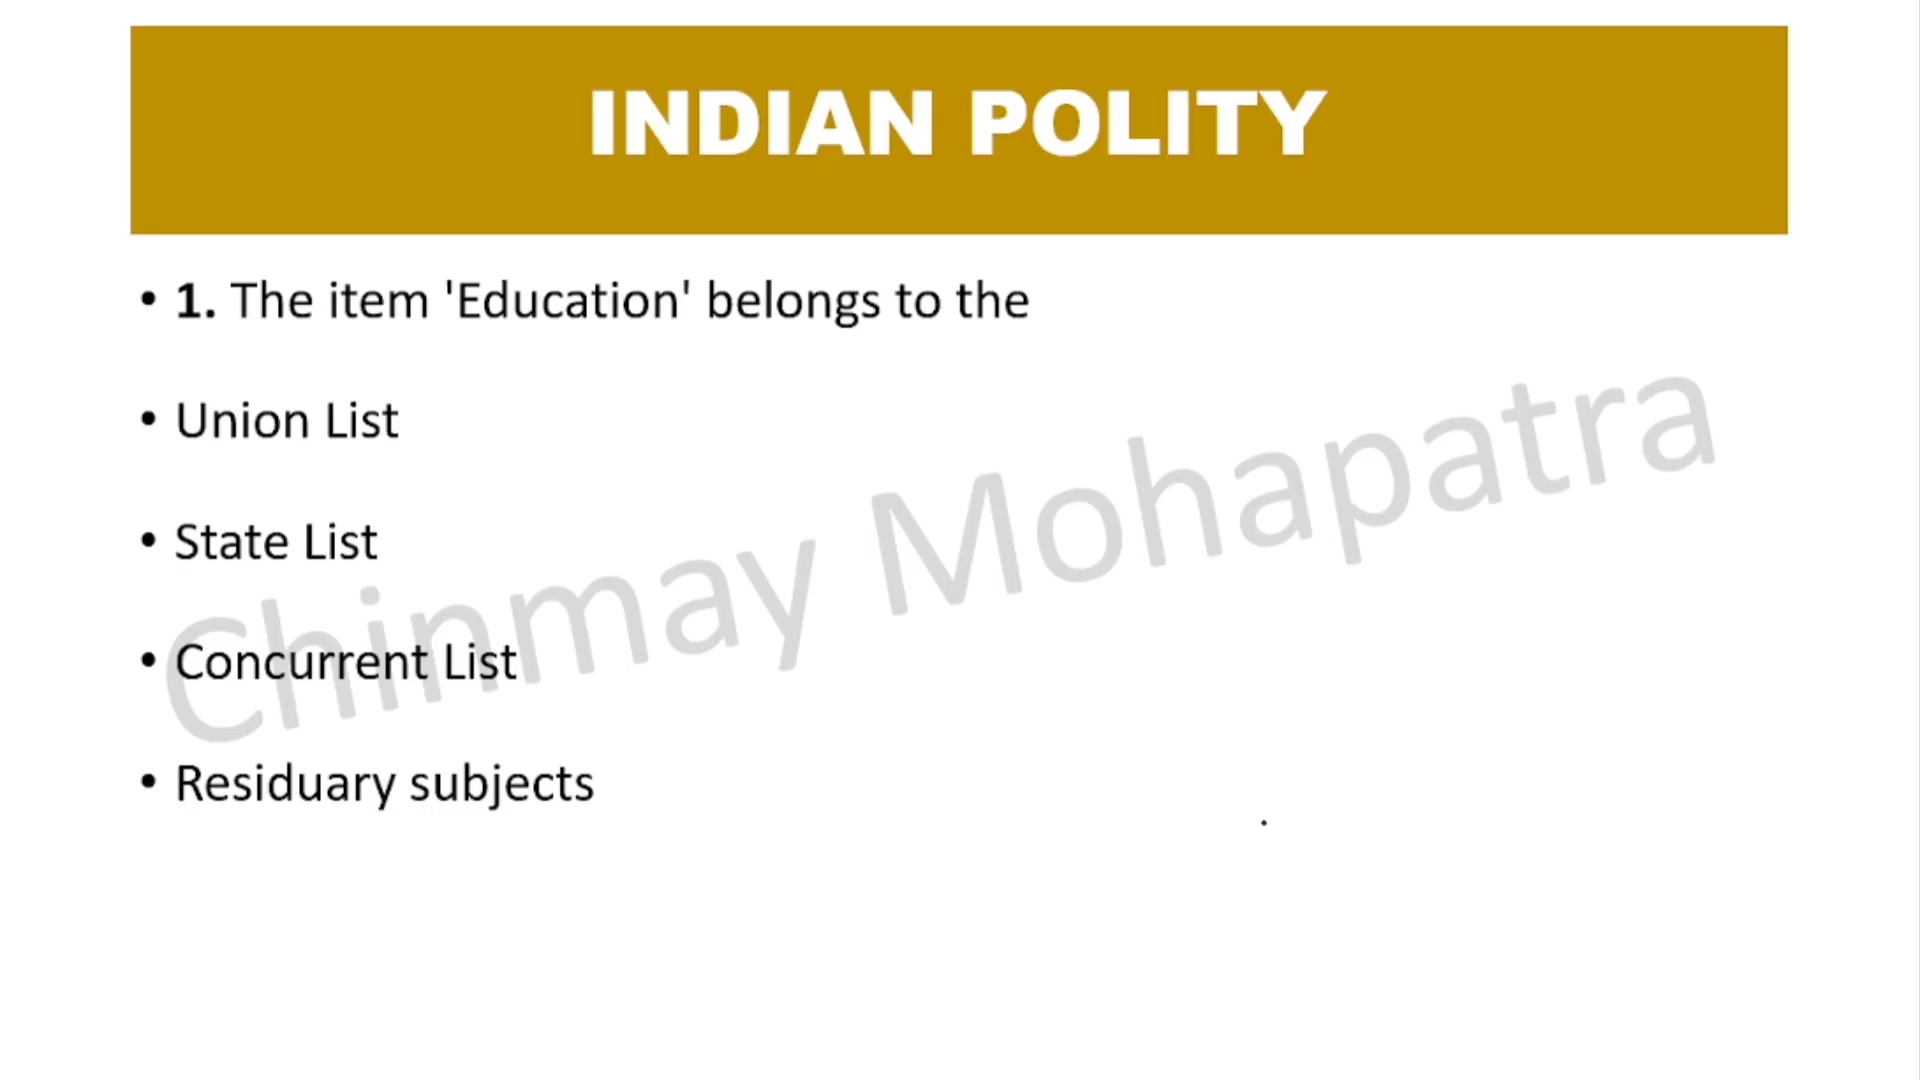 INDIAN POLITY
• 1. The item 'Education' belongs to the
• Union List
• State List
• Concurrent List
• Residuary subjects
Chinmay Mohapatra